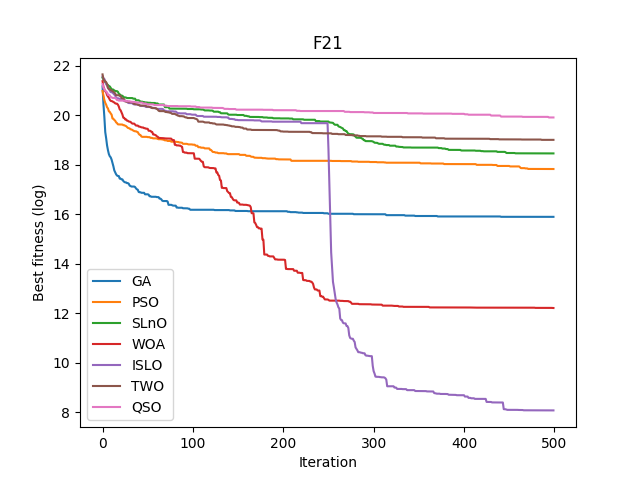 F21
Best fitness (log)
22
20
18
16
14
12
10
8
GA
PSO
SLnO
WOA
ISLO
TWO
QSO
0 100 200 300 400 500
Iteration